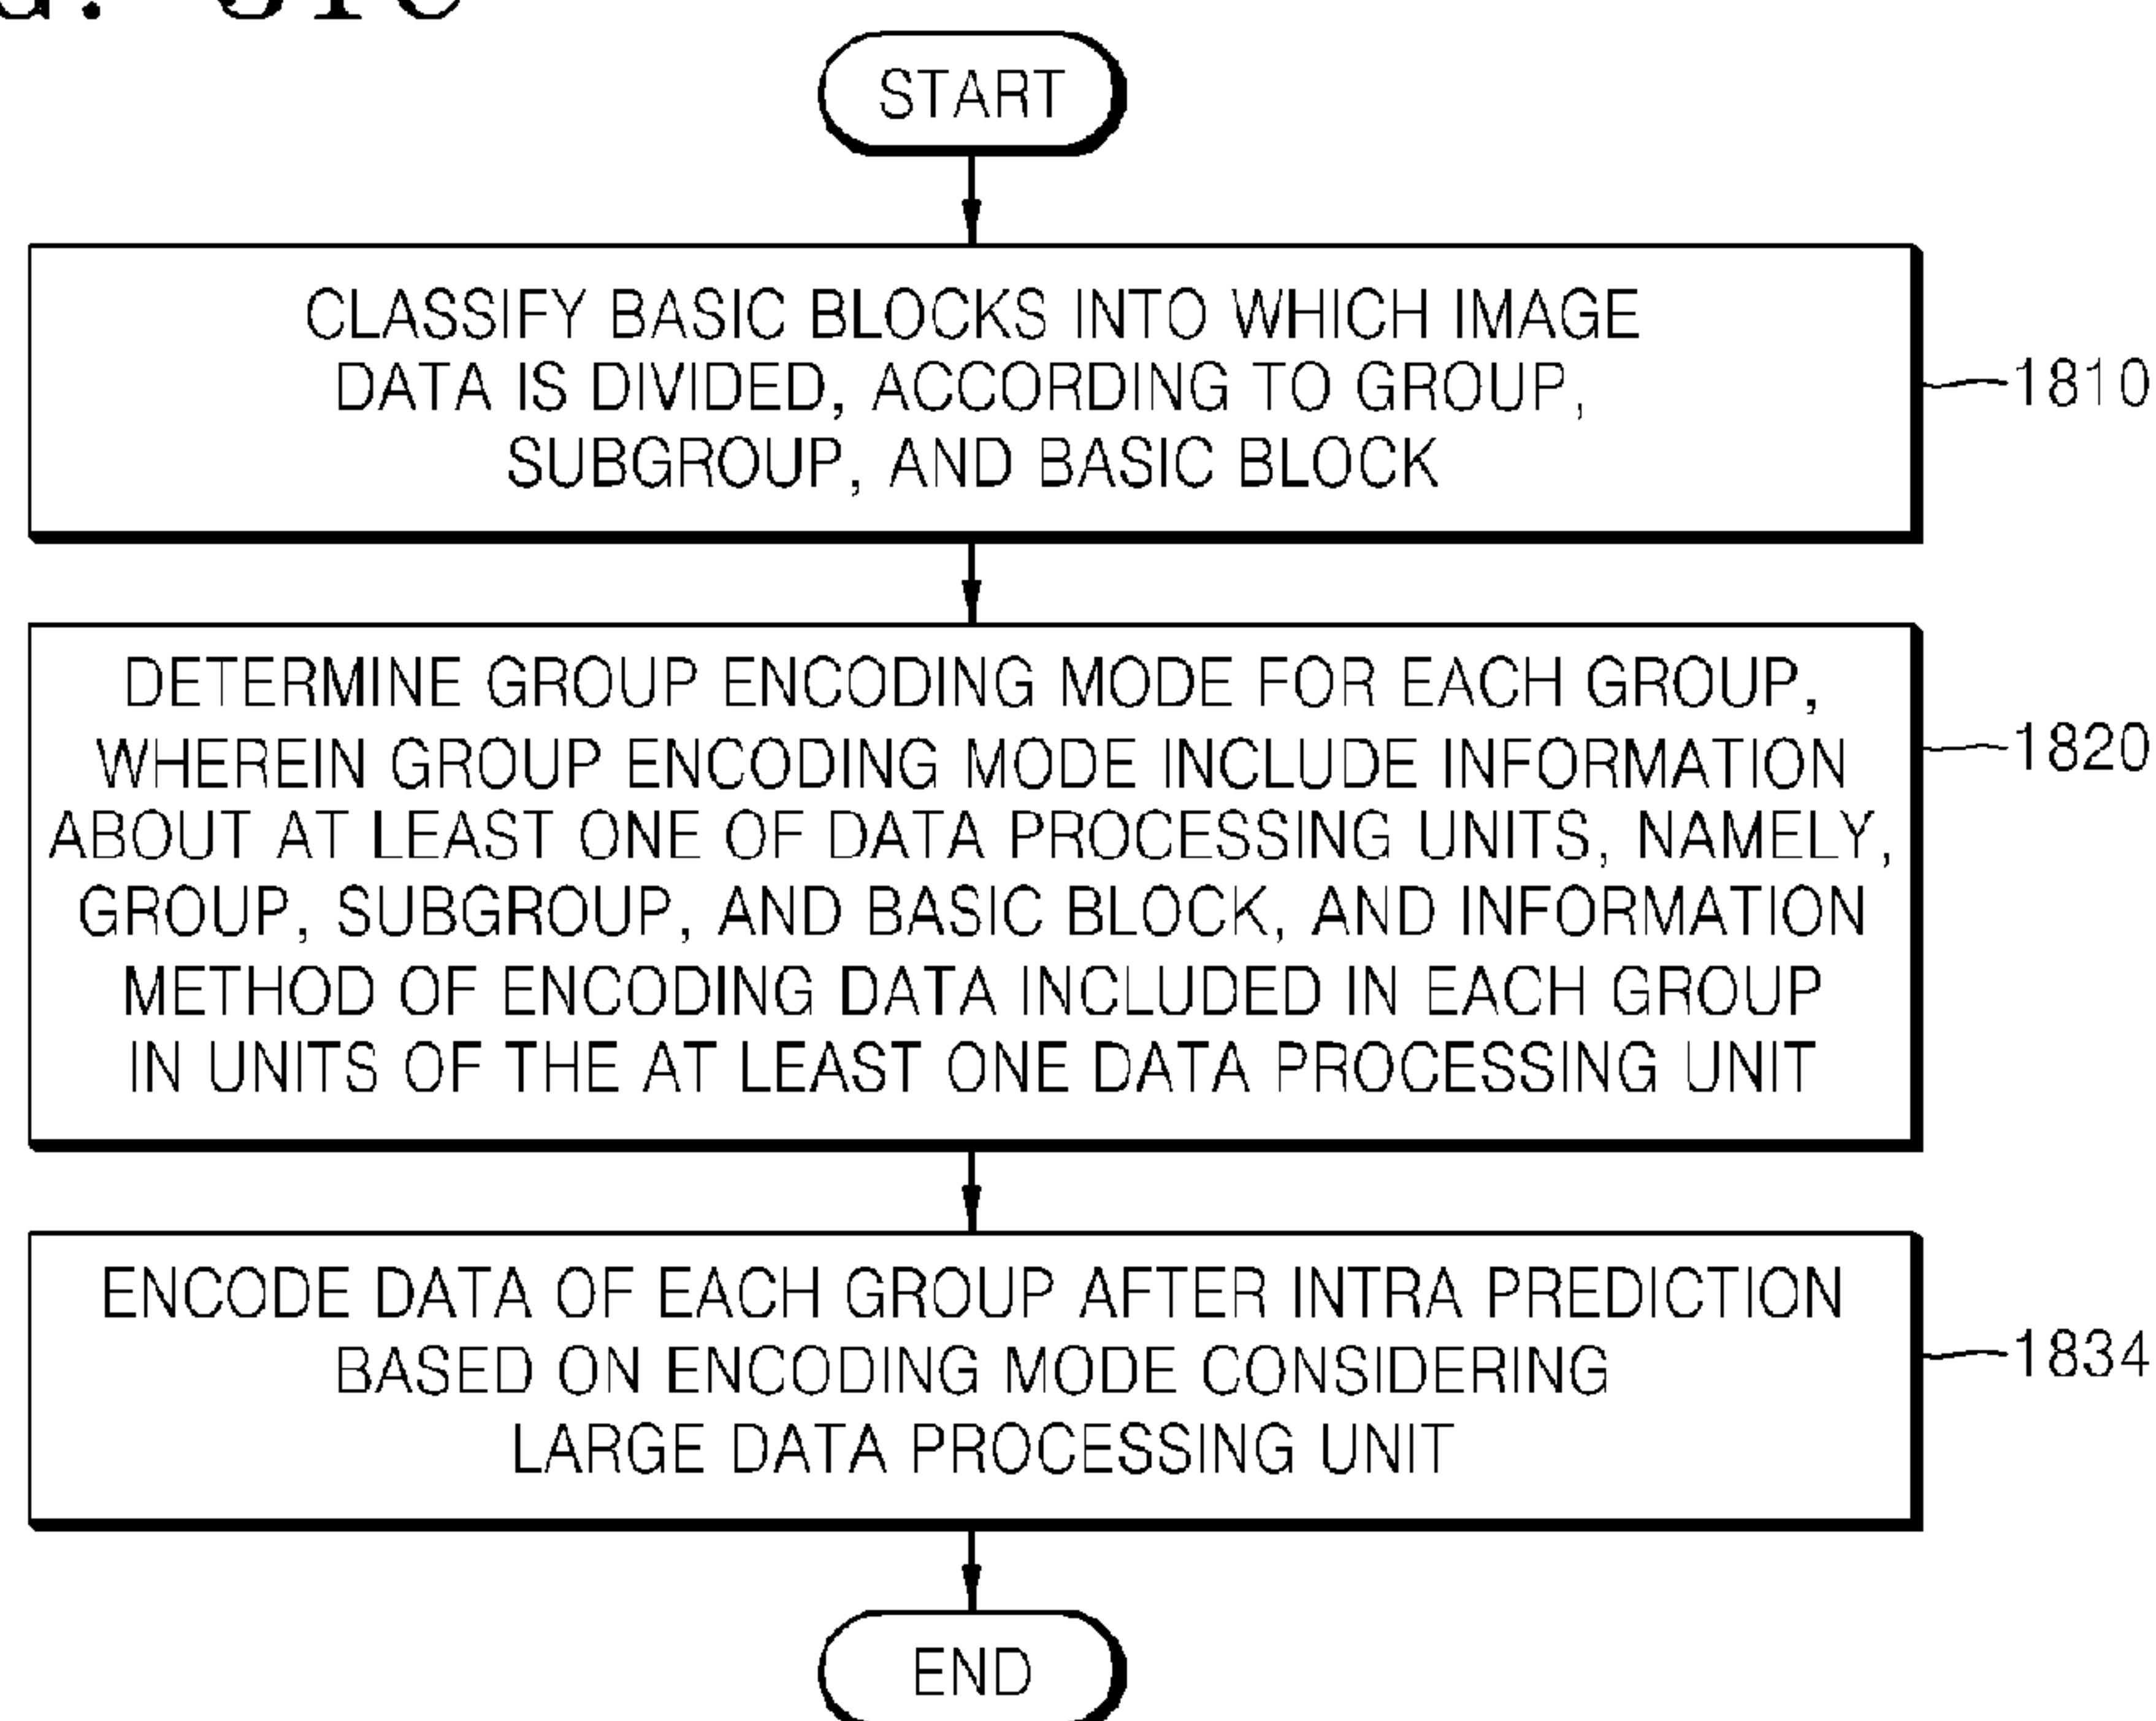 START
CLASSIFY BASIC BLOCKS INTO WHICH IMAGE
DATA IS DIVIDED, ACCORDING TO GROUP,
SUBGROUP, AND BASIC BLOCK
1810
DETERMINE GROUP ENCODING MODE FOR EACH GROUP,
WHEREIN GROUP ENCODING MODE INCLUDE INFORMATION
ABOUT AT LEAST ONE OF DATA PROCESSING UNITS, NAMELY,
GROUP, SUBGROUP, AND BASIC BLOCK, AND INFORMATION
METHOD OF ENCODING DATA INCLUDED IN EACH GROUP
IN UNITS OF THE AT LEAST ONE DATA PROCESSING UNIT
1820
ENCODE DATA OF EACH GROUP AFTER INTRA PREDICTION
BASED ON ENCODING MODE CONSIDERING
LARGE DATA PROCESSING UNIT
1834
END